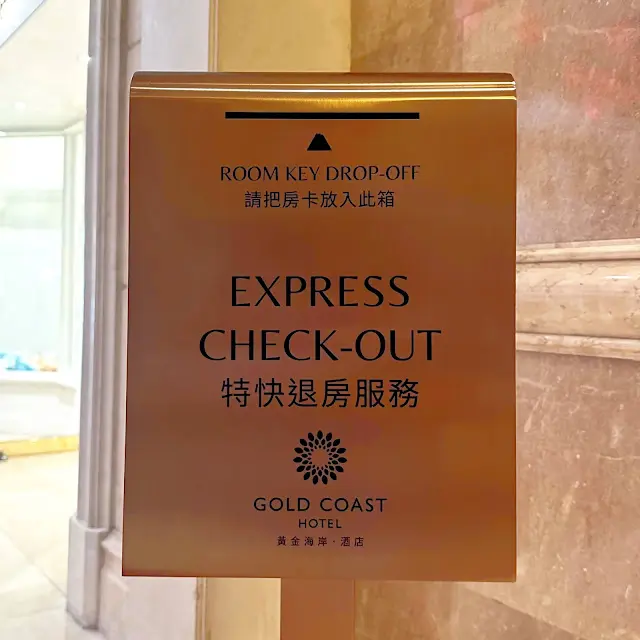 ROOM KEY DROP-OFF
請把房卡放入此箱
EXPRESS
CHECK-OUT
特快退房服務
GOLD COAST
HOTEL
黃金海岸·酒店